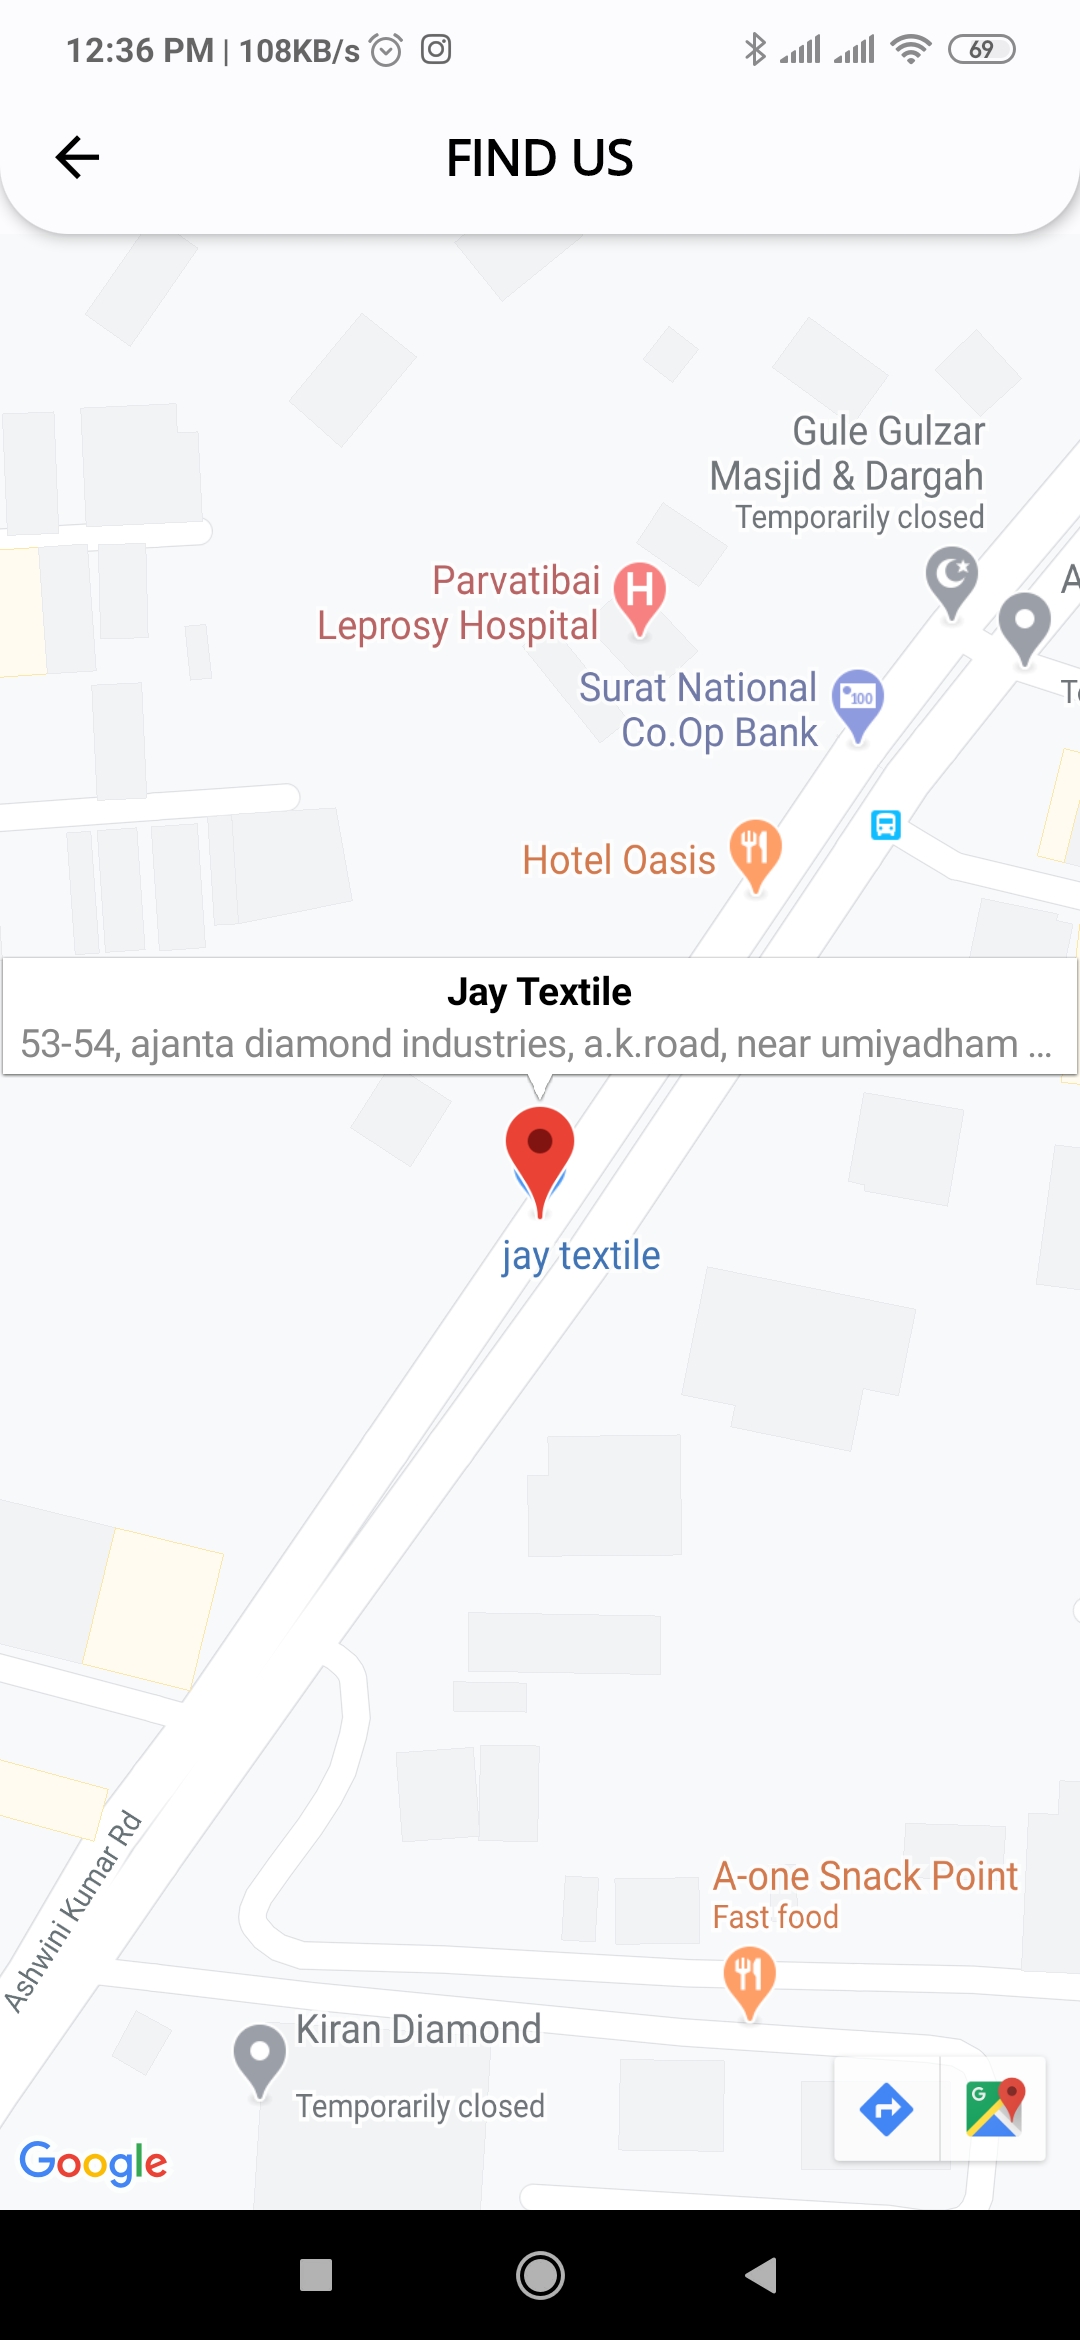 12:36 PM | 108KB/s
69
FIND US
Gule Gulzar
Masjid & Dargah
Temporarily closed
Parvatibai
Leprosy Hospital
H
A
Surat National
Co.Op Bank
100
Hotel Oasis
Jay Textile
53-54, ajanta diamond industries, a.k.road, near umiyadham ...
jay textile
Ashwini Kumar Rd
A-one Snack Point
Fast food
Kiran Diamond
Temporarily closed
G
Google